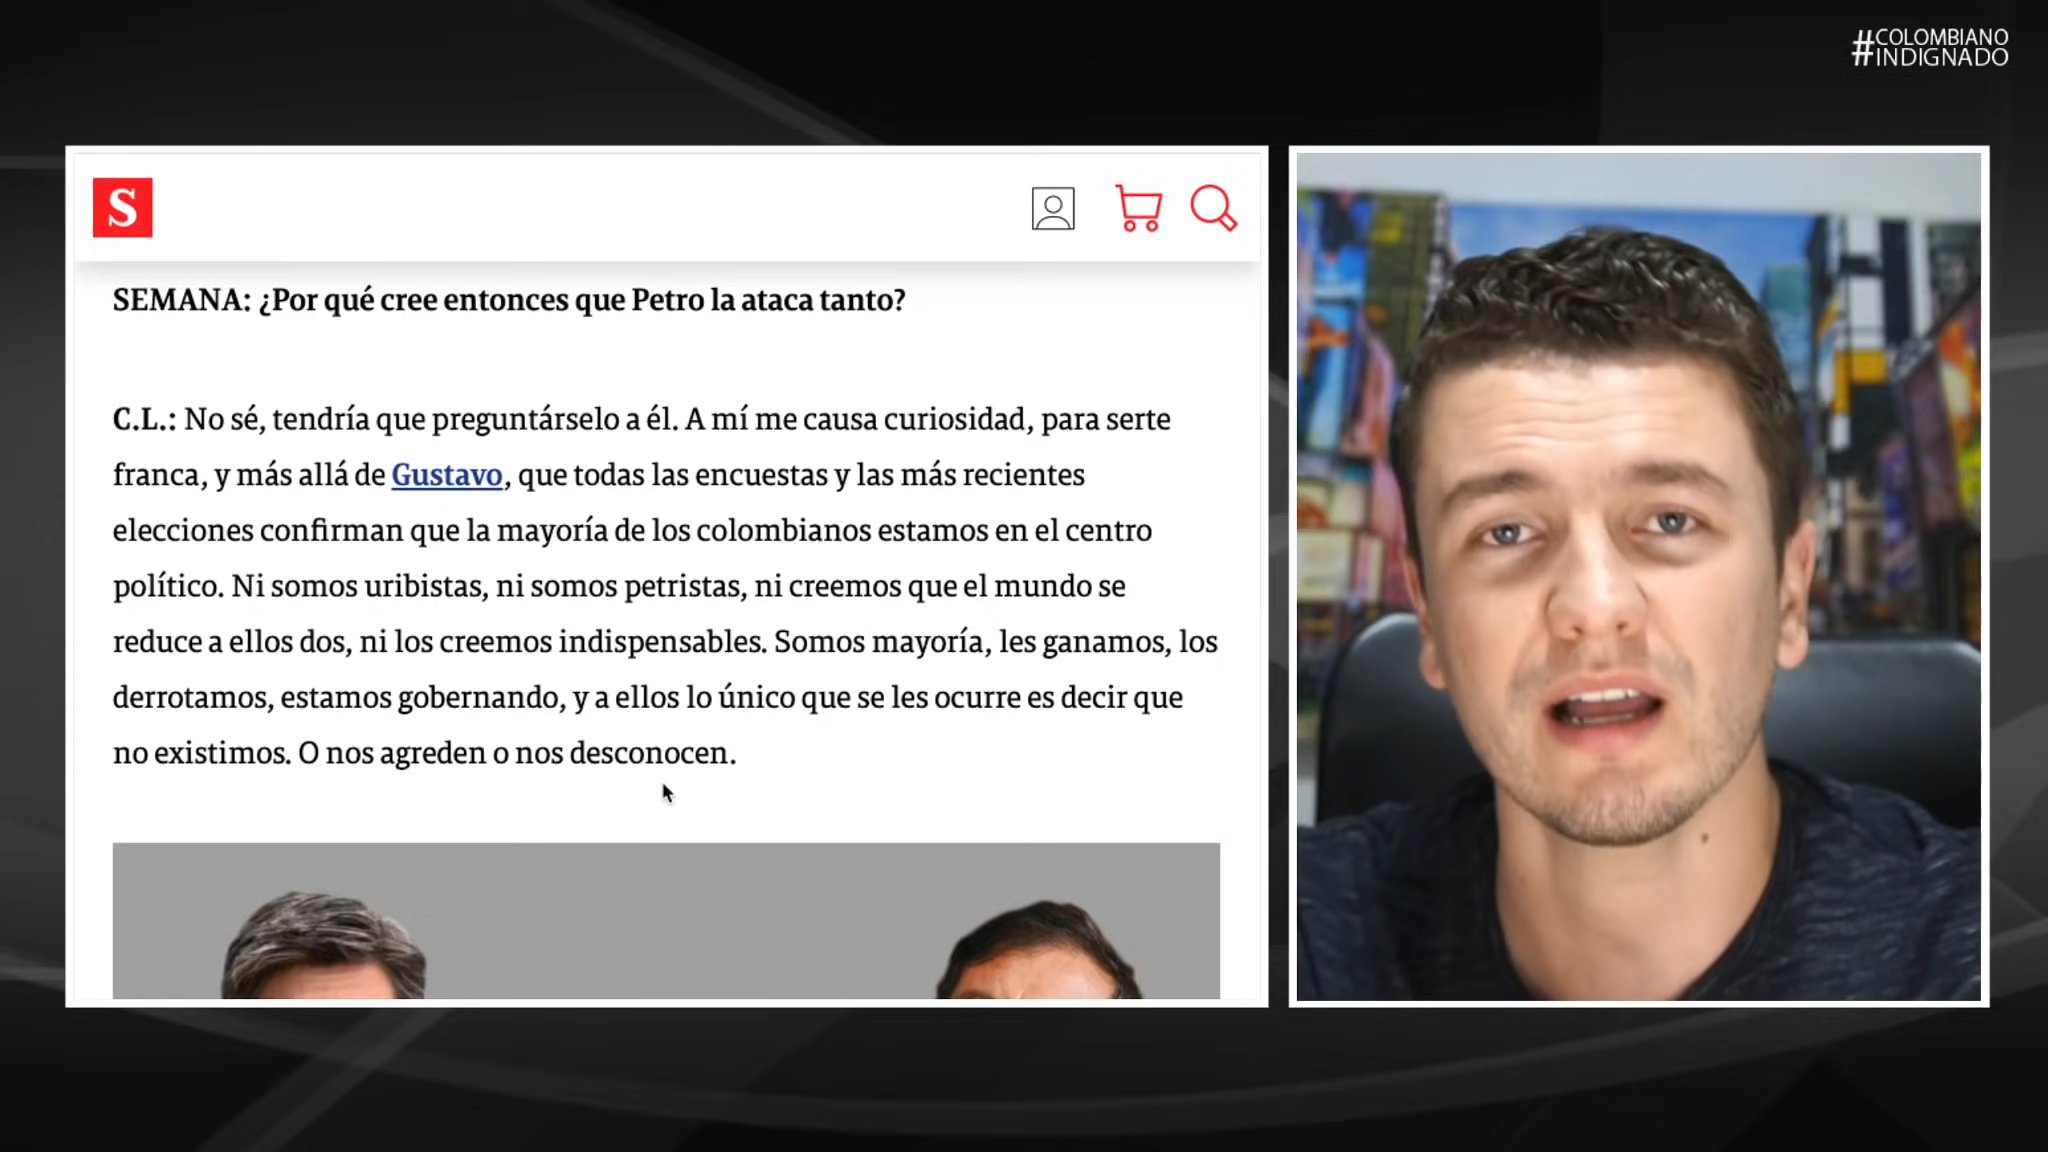 #COLOMBIANO
INDIGNADO
S
SEMANA: ¿Por qué cree entonces que Petro la ataca tanto?
C.L.: No sé, tendría que preguntárselo a él. A mí me causa curiosidad, para serte
franca, y más allá de Gustavo, que todas las encuestas y las más recientes
elecciones confirman que la mayoría de los colombianos estamos en el centro
político. Ni somos uribistas, ni somos petristas, ni creemos que el mundo se
reduce a ellos dos, ni los creemos indispensables. Somos mayoría, les ganamos, los
derrotamos, estamos gobernando, y a ellos lo único que se les ocurre es decir que
no existimos. O nos agreden o nos desconocen.